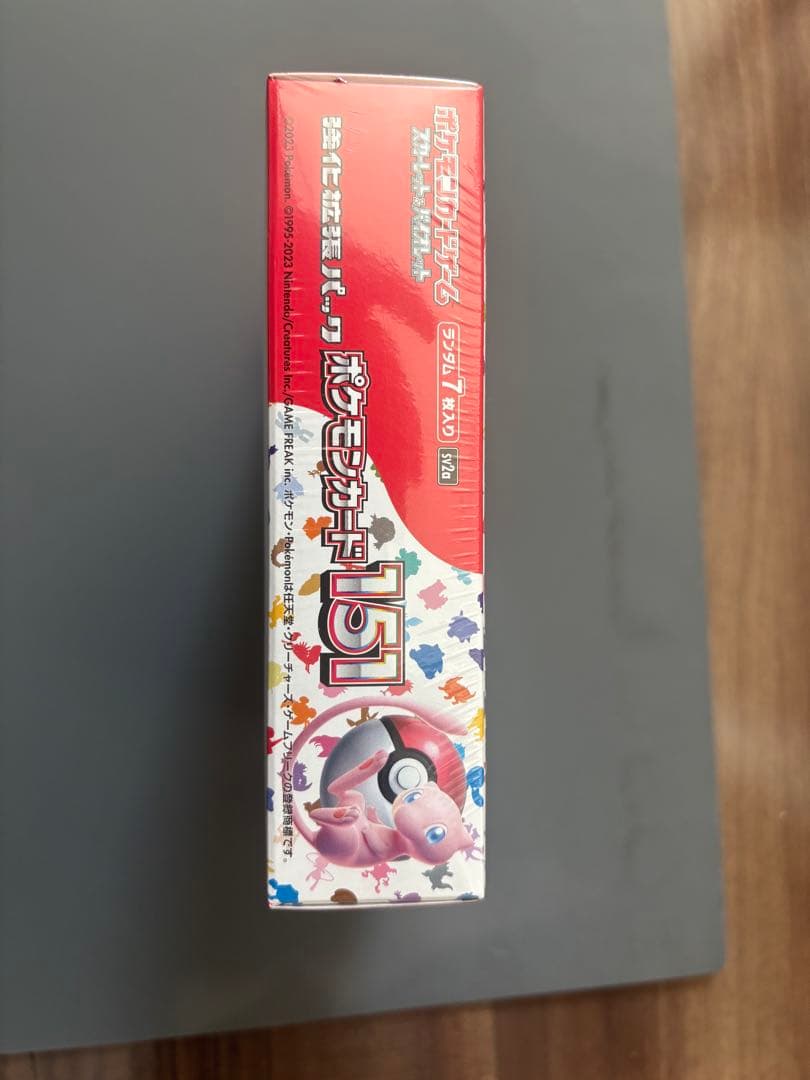 ポケモンカードゲーム
スカーレット&バイオレット
ランダム7枚入り
sv2a
強化拡張パック
ポケモンカード151
©2023 Pokémon. ©1995-2023 Nintendo/Creatures Inc./GAME FREAK inc. ポケモン・Pokémonは任天堂・クリーチャーズ・ゲームフリークの登録商標です。